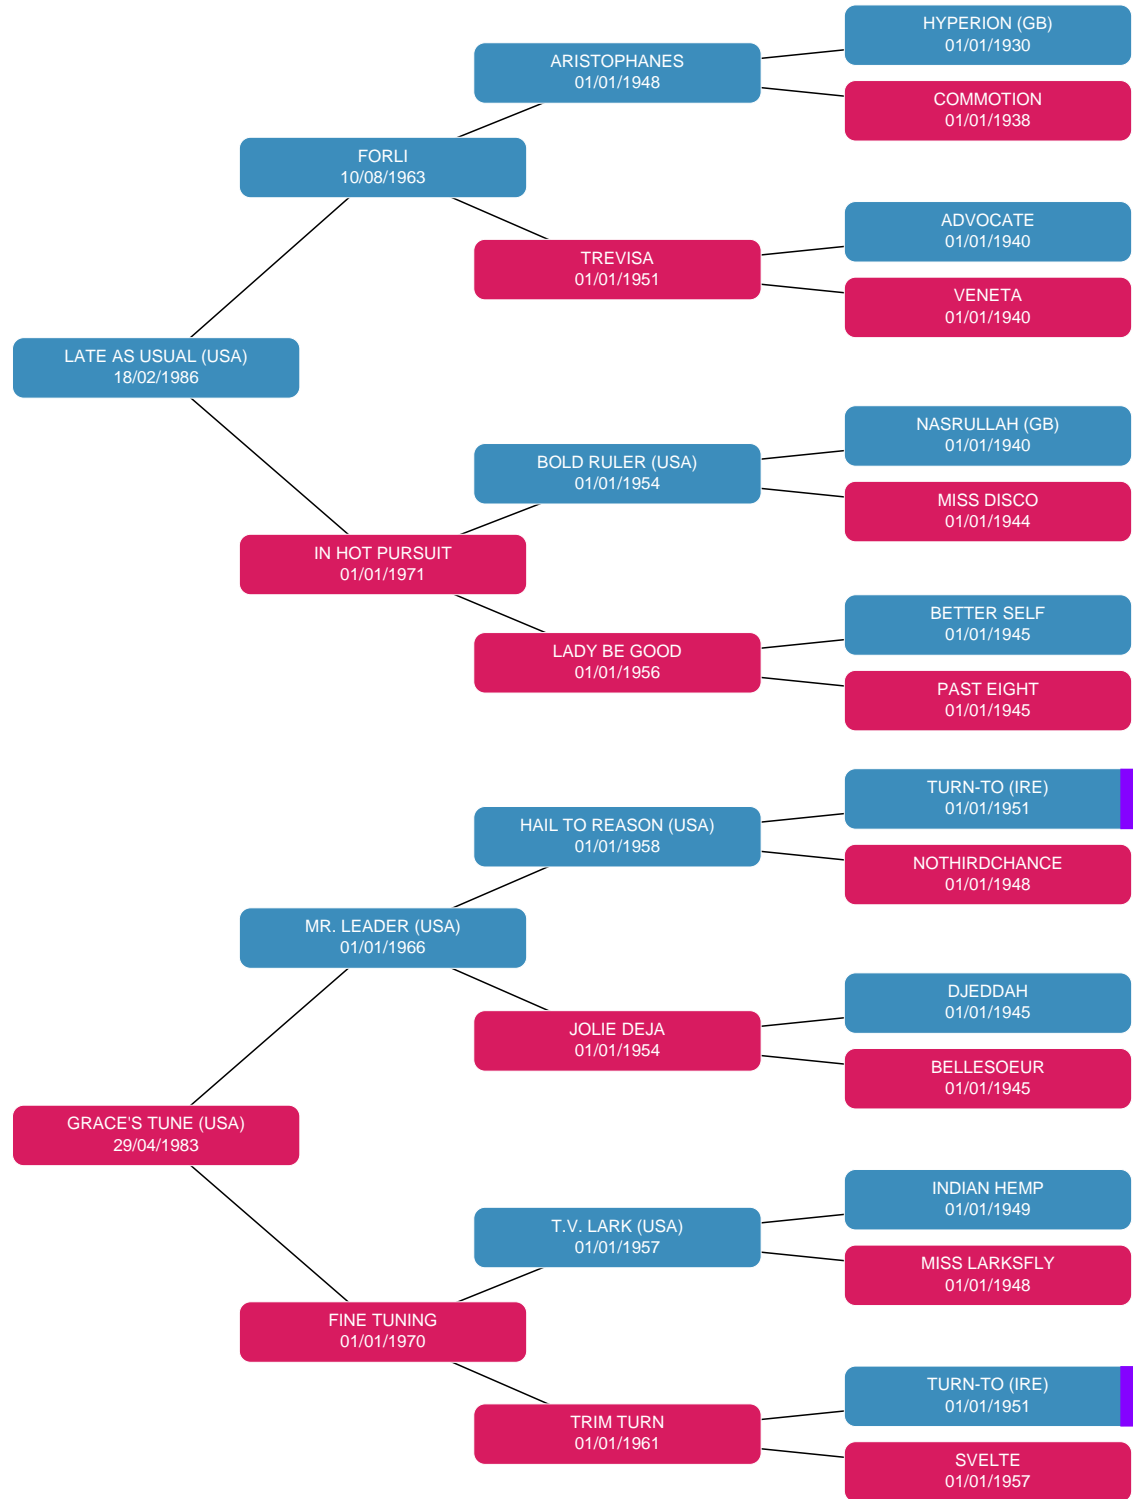 HYPERION (GB)
01/01/1930
ARISTOPHANES
01/01/1948
COMMOTION
01/01/1938
FORLI
10/08/1963
ADVOCATE
01/01/1940
TREVISA
01/01/1951
VENETA
01/01/1940
LATE AS USUAL (USA)
18/02/1986
NASRULLAH (GB)
01/01/1940
BOLD RULER (USA)
01/01/1954
MISS DISCO
01/01/1944
IN HOT PURSUIT
01/01/1971
BETTER SELF
01/01/1945
LADY BE GOOD
01/01/1956
PAST EIGHT
01/01/1945
TURN-TO (IRE)
01/01/1951
HAIL TO REASON (USA)
01/01/1958
NOTHIRDCHANCE
01/01/1948
MR. LEADER (USA)
01/01/1966
DJEDDAH
01/01/1945
JOLIE DEJA
01/01/1954
BELLESOEUR
01/01/1945
GRACE'S TUNE (USA)
29/04/1983
INDIAN HEMP
01/01/1949
T.V. LARK (USA)
01/01/1957
MISS LARKSFLY
01/01/1948
FINE TUNING
01/01/1970
TURN-TO (IRE)
01/01/1951
TRIM TURN
01/01/1961
SVELTE
01/01/1957